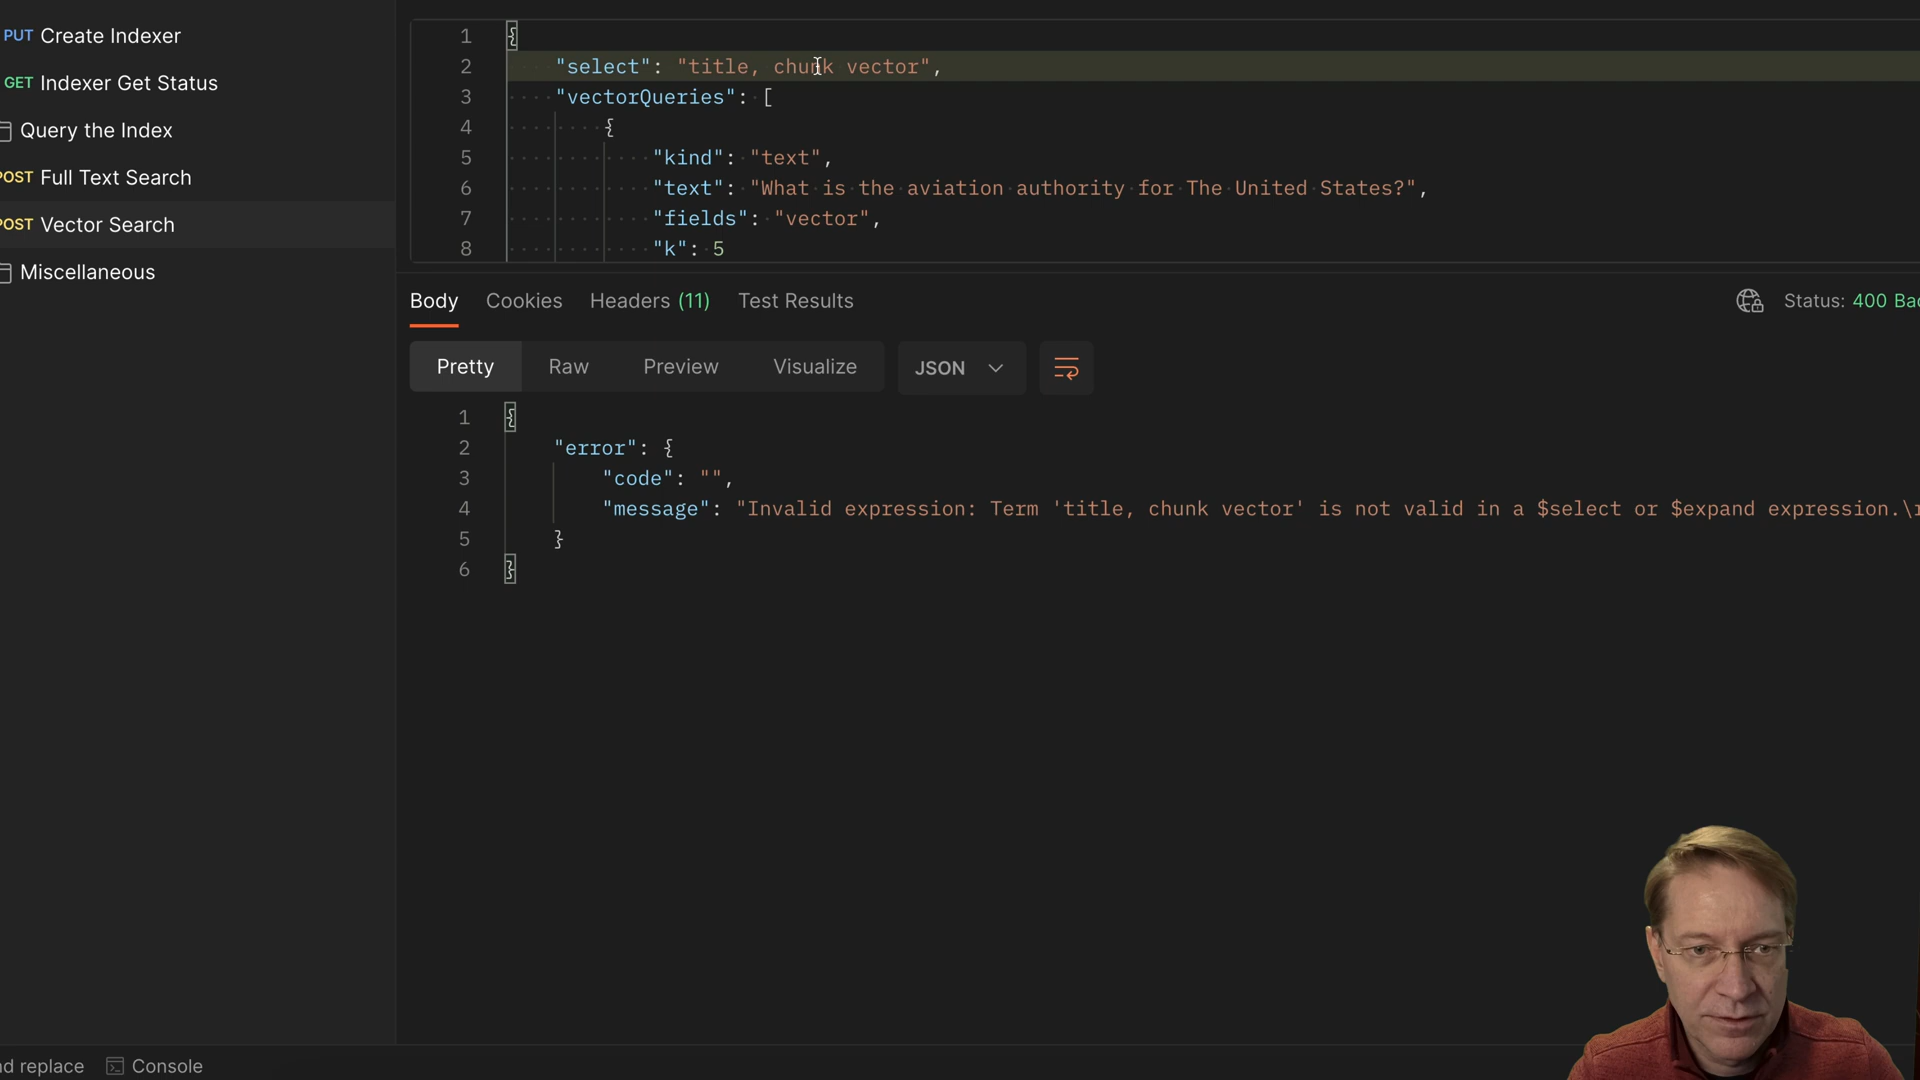 PUT Create Indexer
GET Indexer Get Status
Query the Index
POST Full Text Search
POST Vector Search
Miscellaneous
1 {
2 "select": "title, chunk vector",
3 "vectorQueries": [
4 {
5 "kind": "text",
6 "text": "What is the aviation authority for The United States?",
7 "fields": "vector",
8 "k": 5
Body Cookies Headers (11) Test Results
Status: 400 Bac
Pretty Raw Preview Visualize JSON
1 {
2 "error": {
3 "code": "",
4 "message": "Invalid expression: Term 'title, chunk vector' is not valid in a $select or $expand expression.\r
5 }
6 }
nd replace Console